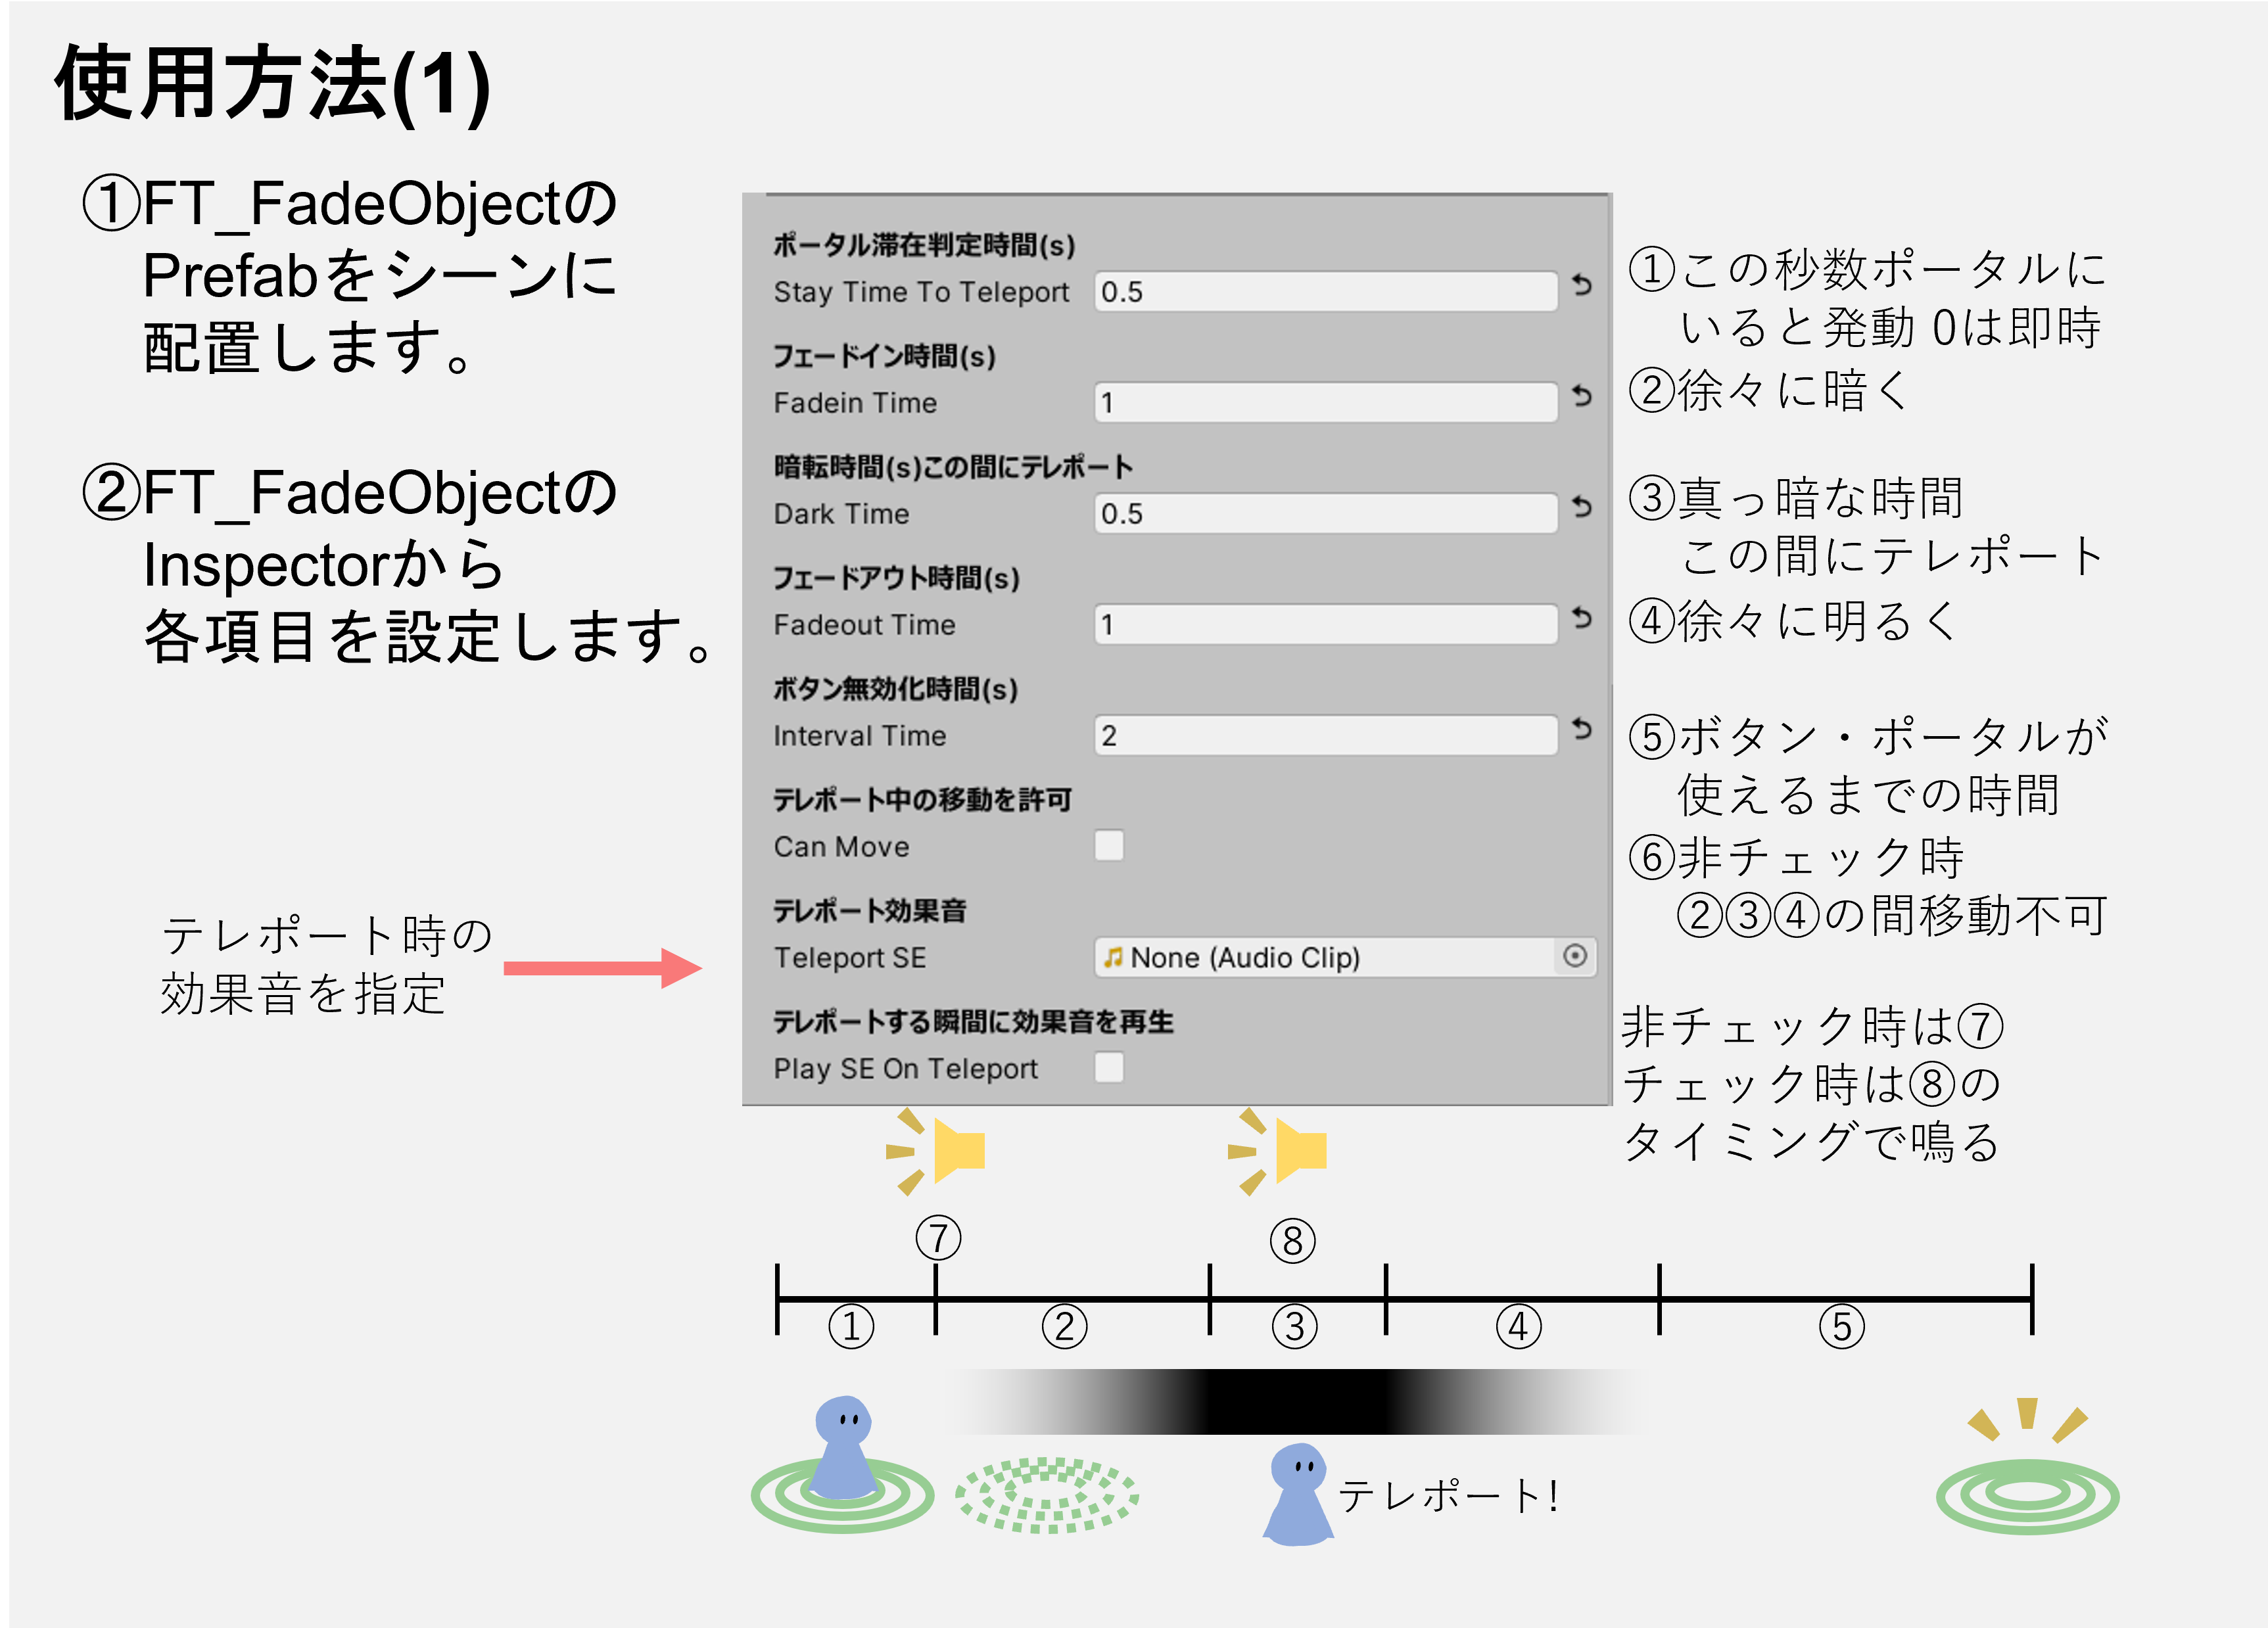 使用方法(1)
①FT_FadeObjectの
Prefabをシーンに
配置します。
②FT_FadeObjectの
Inspectorから
各項目を設定します。
テレポート時の
効果音を指定
ポータル滞在判定時間(s)
Stay Time To Teleport 0.5
フェードイン時間(s)
Fadein Time 1
暗転時間(s)この間にテレポート
Dark Time 0.5
フェードアウト時間(s)
Fadeout Time 1
ボタン無効化時間(s)
Interval Time 2
テレポート中の移動を許可
Can Move
テレポート効果音
Teleport SE None (Audio Clip)
テレポートする瞬間に効果音を再生
Play SE On Teleport
①この秒数ポータルに
いると発動 0は即時
②徐々に暗く
③真っ暗な時間
この間にテレポート
④徐々に明るく
⑤ボタン・ポータルが
使えるまでの時間
⑥非チェック時
②③④の間移動不可
非チェック時は⑦
チェック時は⑧の
タイミングで鳴る
⑦ ⑧
① ② ③ ④ ⑤
テレポート!